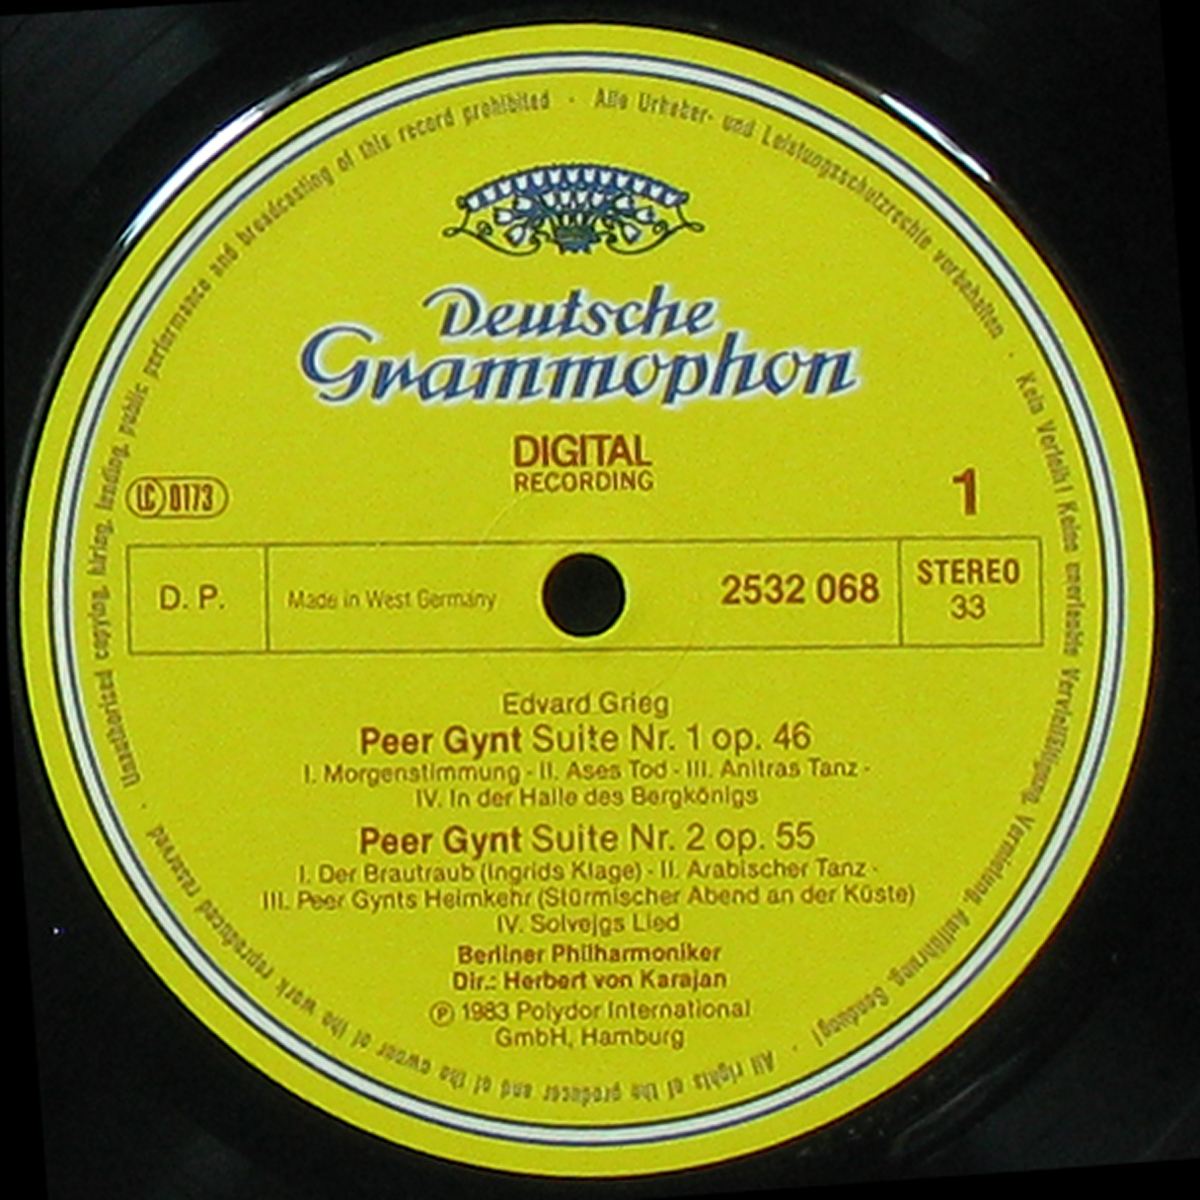 Deutsche
Grammophon
DIGITAL
RECORDING
LC 0173
1
D. P.
Made in West Germany
2532 068
STEREO
33
Edvard Grieg
Peer Gynt Suite Nr. 1 op. 46
I. Morgenstimmung - II. Ases Tod - III. Anitras Tanz -
IV. In der Halle des Bergkönigs
Peer Gynt Suite Nr. 2 op. 55
I. Der Brautraub (Ingrids Klage) - II. Arabischer Tanz -
III. Peer Gynts Heimkehr (Stürmischer Abend an der Küste)
IV. Solvejgs Lied
Berliner Philharmoniker
Dir.: Herbert von Karajan
℗ 1983 Polydor International
GmbH, Hamburg
Alle Urheber- und Leistungsschutzrechte vorbehalten · Kein Verleih! Keine unerlaubte Vervielfältigung, Vermietung, Aufführung, Sendung! · All rights of the producer and of the owner of the work reproduced reserved · Unauthorized copying, hiring, lending, public performance and broadcasting of this record prohibited ·